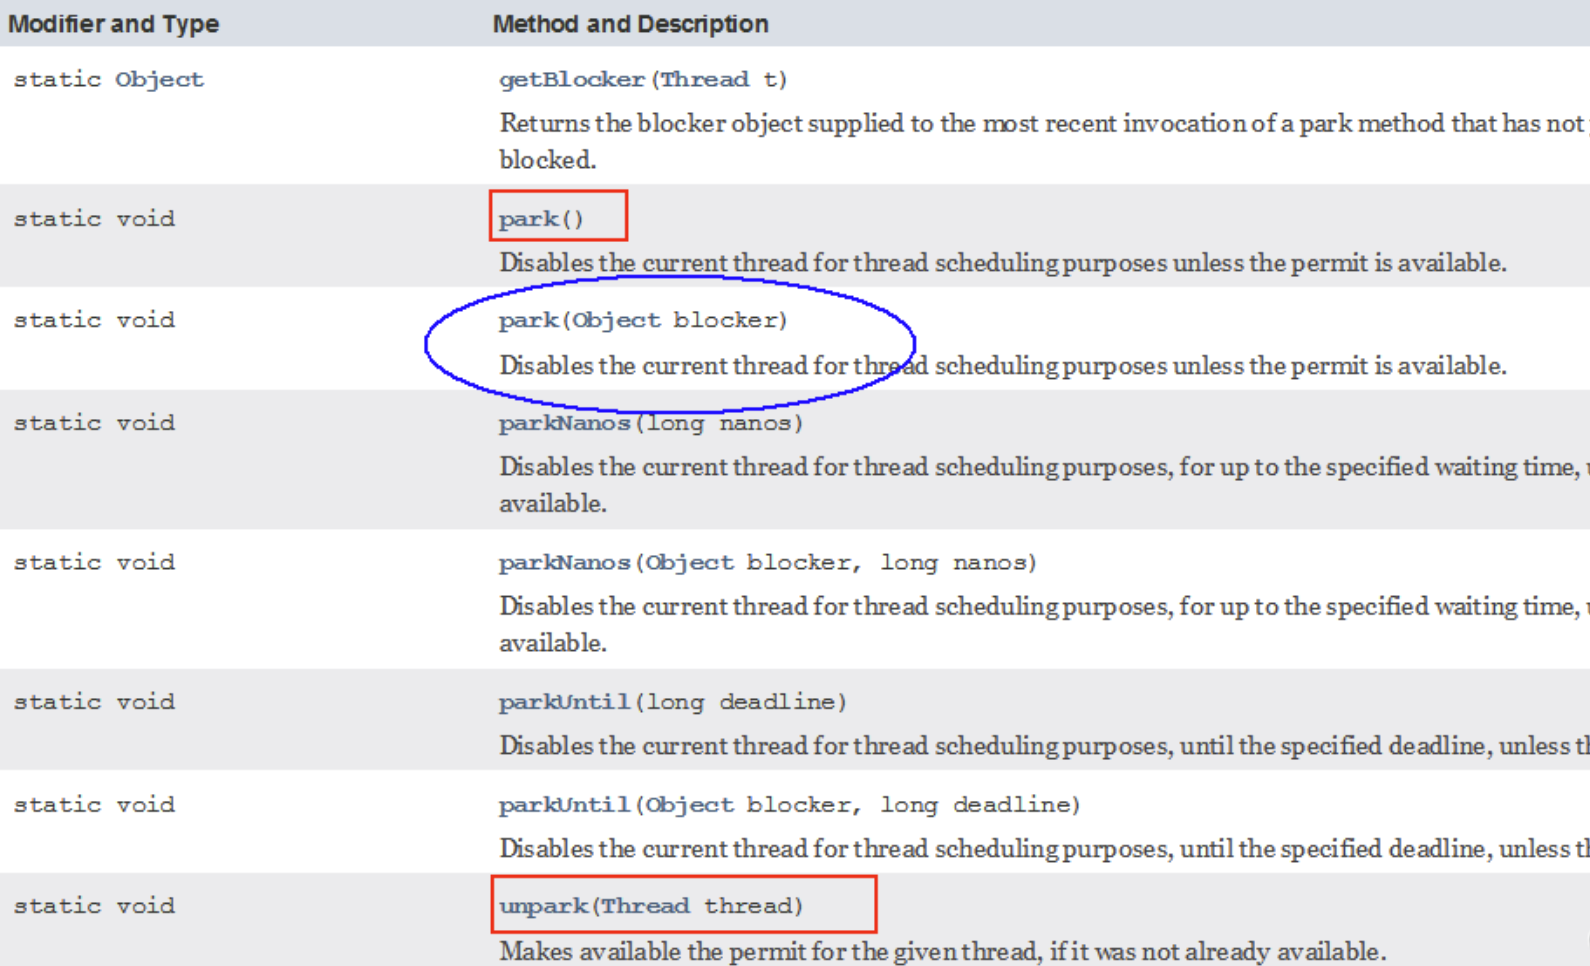 Modifier and Type Method and Description
static Object getBlocker(Thread t)
Returns the blocker object supplied to the most recent invocation of a park method that has not
blocked.
static void park()
Disables the current thread for thread scheduling purposes unless the permit is available.
static void park(Object blocker)
Disables the current thread for thread scheduling purposes unless the permit is available.
static void parkNanos(long nanos)
Disables the current thread for thread scheduling purposes, for up to the specified waiting time,
available.
static void parkNanos(Object blocker, long nanos)
Disables the current thread for thread scheduling purposes, for up to the specified waiting time,
available.
static void parkUntil(long deadline)
Disables the current thread for thread scheduling purposes, until the specified deadline, unless
static void parkUntil(Object blocker, long deadline)
Disables the current thread for thread scheduling purposes, until the specified deadline, unless
static void unpark(Thread thread)
Makes available the permit for the given thread, if it was not already available.